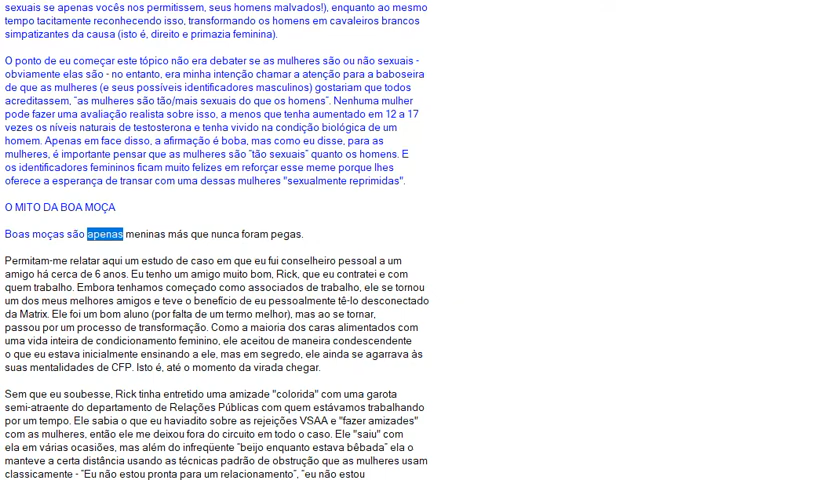 sexuais se apenas vocês nos permitissem, seus homens malvados!), enquanto ao mesmo
tempo tacitamente reconhecendo isso, transformando os homens em cavaleiros brancos
simpatizantes da causa (isto é, direito e primazia feminina).
O ponto de eu começar este tópico não era debater se as mulheres são ou não sexuais -
obviamente elas são - no entanto, era minha intenção chamar a atenção para a baboseira
de que as mulheres (e seus possíveis identificadores masculinos) gostariam que todos
acreditassem, "as mulheres são tão/mais sexuais do que os homens". Nenhuma mulher
pode fazer uma avaliação realista sobre isso, a menos que tenha aumentado em 12 a 17
vezes os níveis naturais de testosterona e tenha vivido na condição biológica de um
homem. Apenas em face disso, a afirmação é boba, mas como eu disse, para as
mulheres, é importante pensar que as mulheres são "tão sexuais" quanto os homens. E
os identificadores femininos ficam muito felizes em reforçar esse meme porque lhes
oferece a esperança de transar com uma dessas mulheres "sexualmente reprimidas".
O MITO DA BOA MOÇA
Boas moças são apenas meninas más que nunca foram pegas.
Permitam-me relatar aqui um estudo de caso em que eu fui conselheiro pessoal a um
amigo há cerca de 6 anos. Eu tenho um amigo muito bom, Rick, que eu contratei e com
quem trabalho. Embora tenhamos começado como associados de trabalho, ele se tornou
um dos meus melhores amigos e teve o benefício de eu pessoalmente tê-lo desconectado
da Matrix. Ele foi um bom aluno (por falta de um termo melhor), mas ao se tornar,
passou por um processo de transformação. Como a maioria dos caras alimentados com
uma vida inteira de condicionamento feminino, ele aceitou de maneira condescendente
o que eu estava inicialmente ensinando a ele, mas em segredo, ele ainda se agarrava às
suas mentalidades de CFP. Isto é, até o momento da virada chegar.
Sem que eu soubesse, Rick tinha entretido uma amizade "colorida" com uma garota
semi-atraente do departamento de Relações Públicas com quem estávamos trabalhando
por um tempo. Ele sabia o que eu haviadito sobre as rejeições VSAA e "fazer amizades"
com as mulheres, então ele me deixou fora do circuito em todo o caso. Ele "saiu" com
ela em várias ocasiões, mas além do infreqüente "beijo enquanto estava bêbada" ela o
manteve a certa distância usando as técnicas padrão de obstrução que as mulheres usam
classicamente - "Eu não estou pronta para um relacionamento", "eu não estou